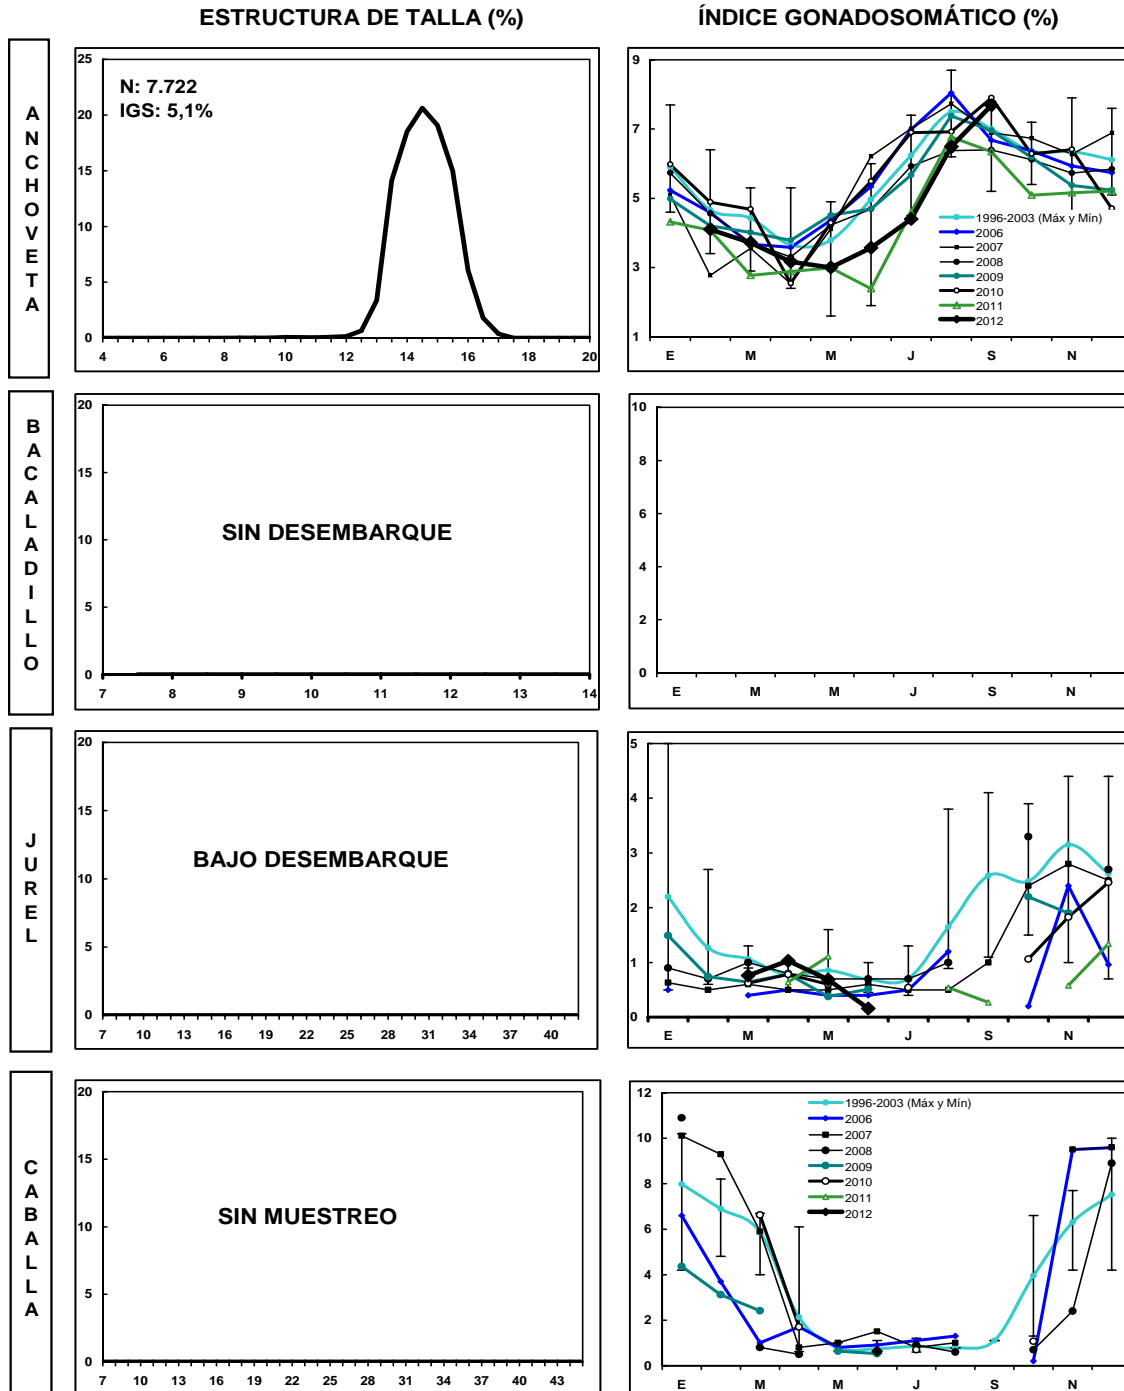 ESTRUCTURA DE TALLA (%)
ÍNDICE GONADOSOMÁTICO (%)
ANCHOVETA
25
20
15
10
5
0
N: 7.722
IGS: 5,1%
4 6 8 10 12 14 16 18 20
9
7
5
3
1
1996-2003 (Máx y Mín)
2006
2007
2008
2009
2010
2011
2012
E M M J S N
BACALADILLO
20
15
10
5
0
SIN DESEMBARQUE
7 8 9 10 11 12 13 14
10
8
6
4
2
0
E M M J S N
JUREL
20
15
10
5
0
BAJO DESEMBARQUE
7 10 13 16 19 22 25 28 31 34 37 40
5
4
3
2
1
0
E M M J S N
CABALLA
20
15
10
5
0
SIN MUESTREO
7 10 13 16 19 22 25 28 31 34 37 40 43
12
10
8
6
4
2
0
1996-2003 (Máx y Mín)
2006
2007
2008
2009
2010
2011
2012
E M M J S N